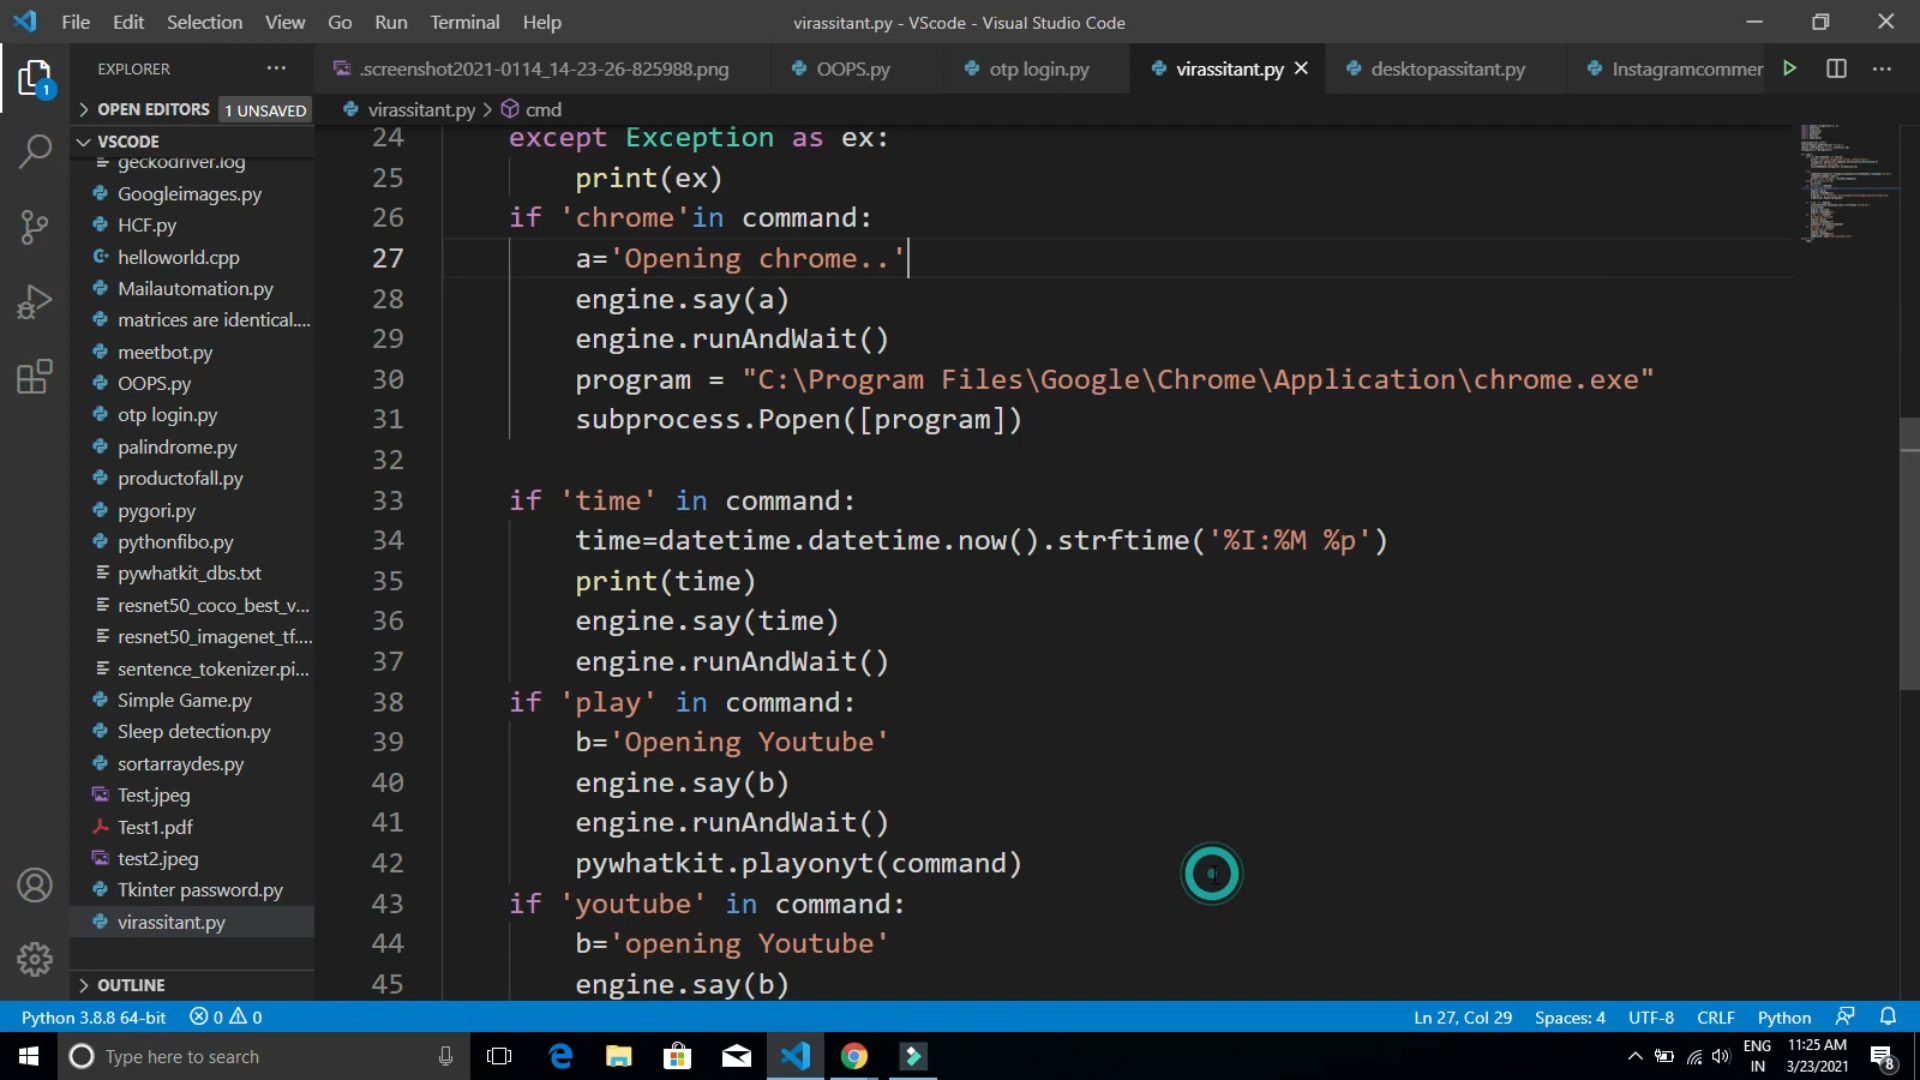 File Edit Selection View Go Run Terminal Help
virassitant.py - VScode - Visual Studio Code
EXPLORER
.screenshot2021-0114_14-23-26-825988.png
OOPS.py
otp login.py
virassitant.py
desktopassitant.py
Instagramcommer
1
OPEN EDITORS 1 UNSAVED
virassitant.py > cmd
VSCODE
geckodriver.log
Googleimages.py
HCF.py
helloworld.cpp
Mailautomation.py
matrices are identical....
meetbot.py
OOPS.py
otp login.py
palindrome.py
productofall.py
pygori.py
pythonfibo.py
pywhatkit_dbs.txt
resnet50_coco_best_v...
resnet50_imagenet_tf....
sentence_tokenizer.pi...
Simple Game.py
Sleep detection.py
sortarraydes.py
Test.jpeg
Test1.pdf
test2.jpeg
Tkinter password.py
virassitant.py
OUTLINE
24 except Exception as ex:
25 print(ex)
26 if 'chrome'in command:
27 a='Opening chrome..'
28 engine.say(a)
29 engine.runAndWait()
30 program = "C:\Program Files\Google\Chrome\Application\chrome.exe"
31 subprocess.Popen([program])
32
33 if 'time' in command:
34 time=datetime.datetime.now().strftime('%I:%M %p')
35 print(time)
36 engine.say(time)
37 engine.runAndWait()
38 if 'play' in command:
39 b='Opening Youtube'
40 engine.say(b)
41 engine.runAndWait()
42 pywhatkit.playonyt(command)
43 if 'youtube' in command:
44 b='opening Youtube'
45 engine.say(b)
Python 3.8.8 64-bit 0 0
Ln 27, Col 29 Spaces: 4 UTF-8 CRLF Python
Type here to search
ENG
IN
11:25 AM
3/23/2021
8